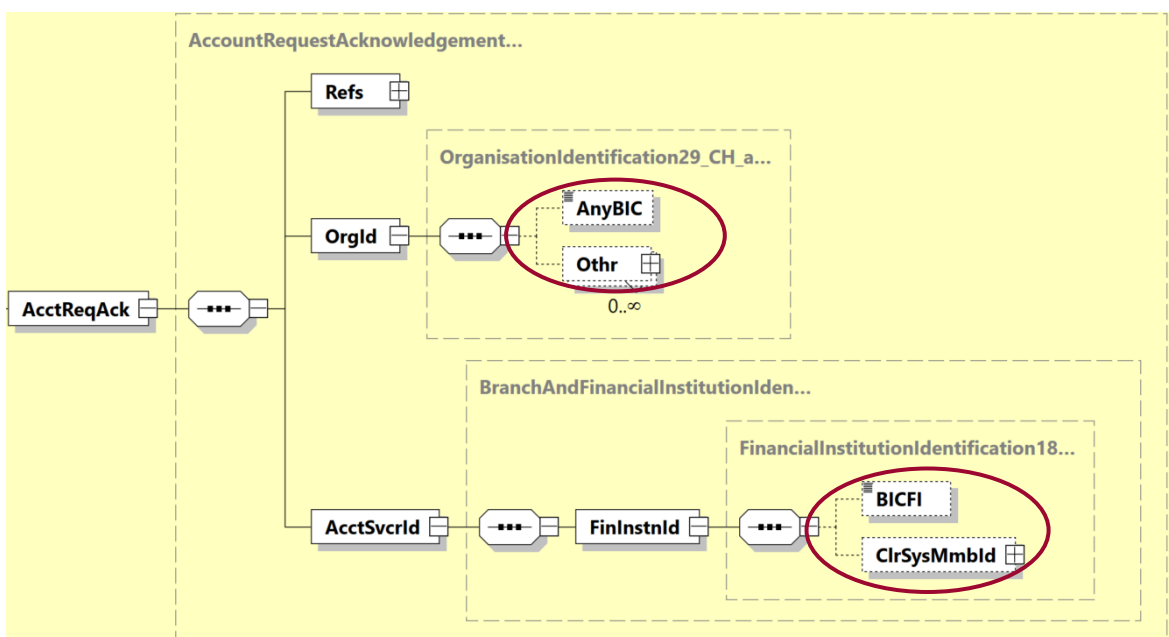 AccountRequestAcknowledgement...
Refs
OrganisationIdentification29_CH_a...
AnyBIC
OrgId
Othr
0..∞
AcctReqAck
BranchAndFinancialInstitutionIden...
FinancialInstitutionIdentification18...
BICFI
AcctSvcrId
FinInstnId
ClrSysMmbId